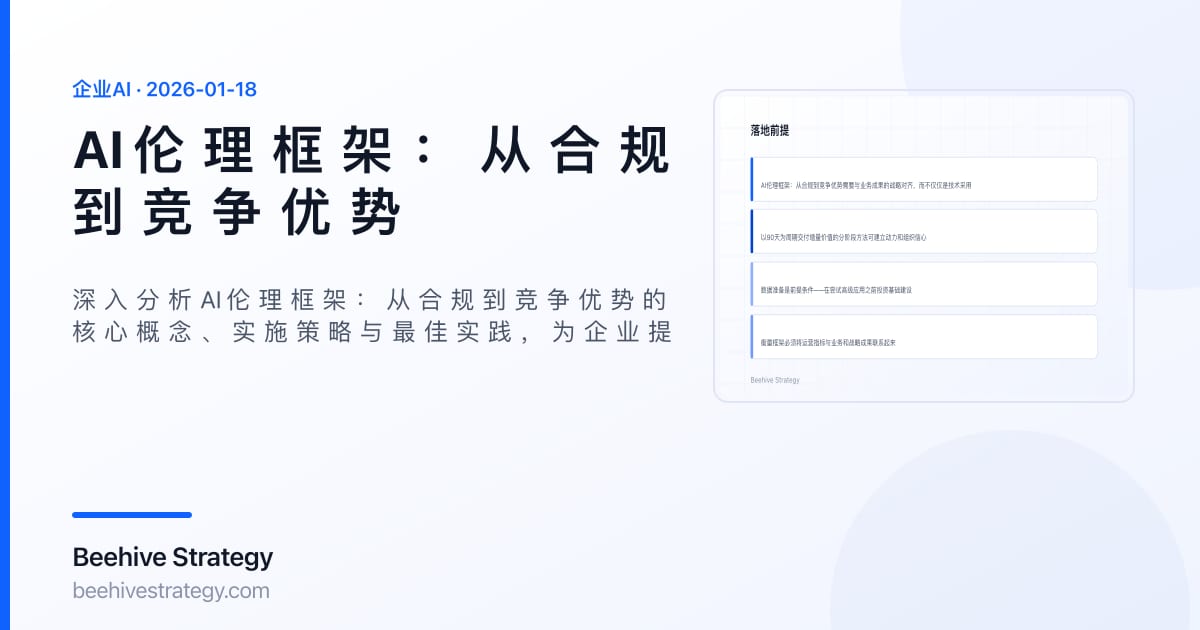 企业AI · 2026-01-18
AI伦理框架：从合规
到竞争优势
深入分析AI伦理框架：从合规到竞争优势的
核心概念、实施策略与最佳实践，为企业提
落地前提
AI伦理框架：从合规到竞争优势需要与业务成果的战略对齐，而不仅仅是技术采用
以90天为周期交付增量价值的分阶段方法可建立动力和组织信心
数据准备是前提条件——在尝试高级应用之前投资基础建设
衡量框架必须将运营指标与业务和战略成果联系起来
Beehive Strategy
Beehive Strategy
beehivestrategy.com